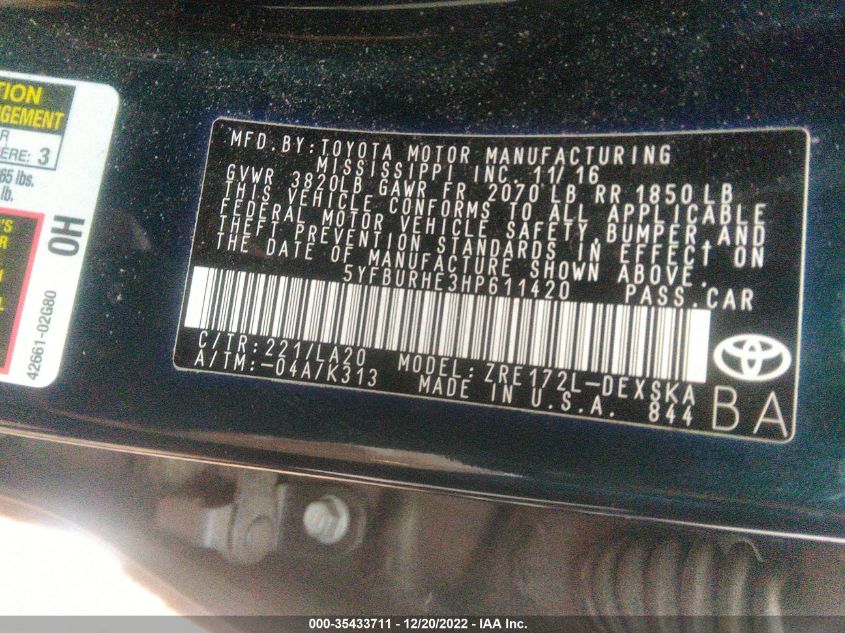 TION
NGEMENT
R
ERE: 3
65 lbs.
lb.
'S
R
H
L
OH
42661-02G80
MFD.BY:TOYOTA MOTOR MANUFACTURING
MISSISSIPPI INC. 11/16
GVWR 3820LB GAWR FR 2070 LB RR 1850 LB
THIS VEHICLE CONFORMS TO ALL APPLICABLE
FEDERAL MOTOR VEHICLE SAFETY,BUMPER,AND
THEFT PREVENTION STANDARDS IN EFFECT ON
THE DATE OF MANUFACTURE SHOWN ABOVE.
5YFBURHE3HP611420 PASS.CAR
C/TR:221/LA20 MODEL:ZRE172L-DEXSKA
A/TM:-04A/K313 MADE IN U.S.A. 844
BA
000-35433711 - 12/20/2022 - IAA Inc.